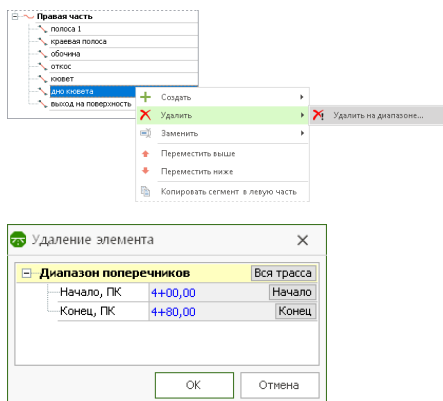 Правая часть
полоса 1
краевая полоса
обочина
откос
кювет
дно кювета
выход на поверхность
Создать
Удалить
Удалить на диапазоне...
Заменить
Переместить выше
Переместить ниже
Копировать сегмент в левую часть
Удаление элемента
Диапазон поперечников Вся трасса
Начало, ПК 4+00,00 Начало
Конец, ПК 4+80,00 Конец
ОК Отмена